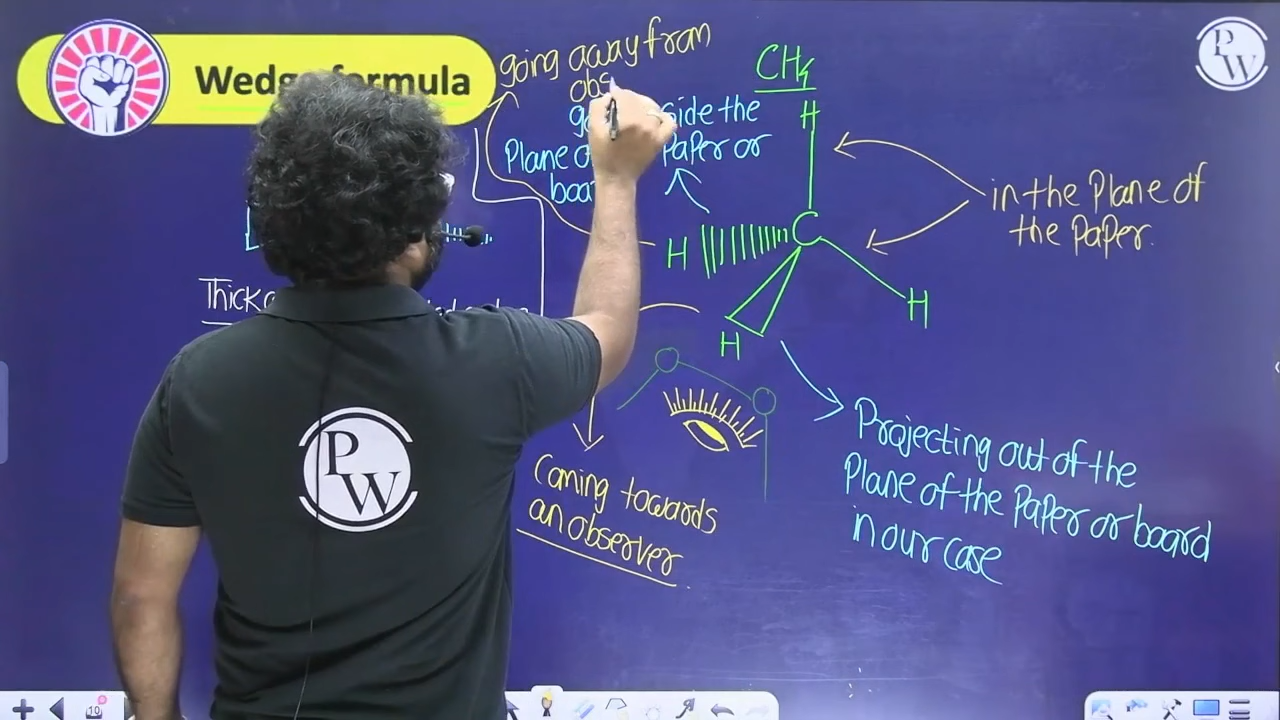 Wedge formula
going away from
obs
side the
Plane of Paper or
CH4
H
C
H
H
H
in the Plane of
the Paper.
Thick
Coming towards
an observer
Projecting out of the
Plane of the Paper or board
in our case
PW
PW
10